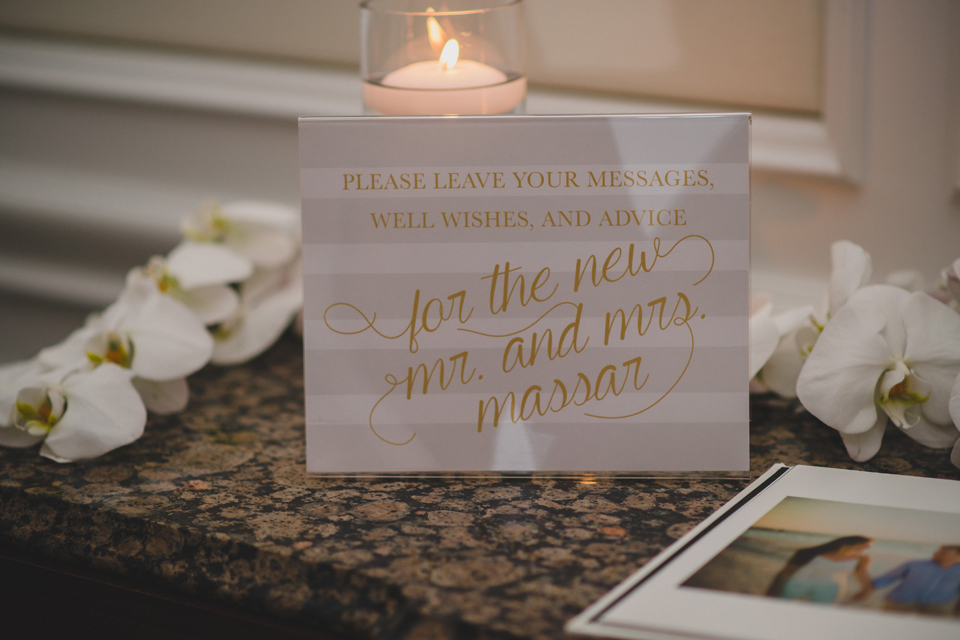 PLEASE LEAVE YOUR MESSAGES,
WELL WISHES, AND ADVICE
for the new
mr. and mrs.
massar